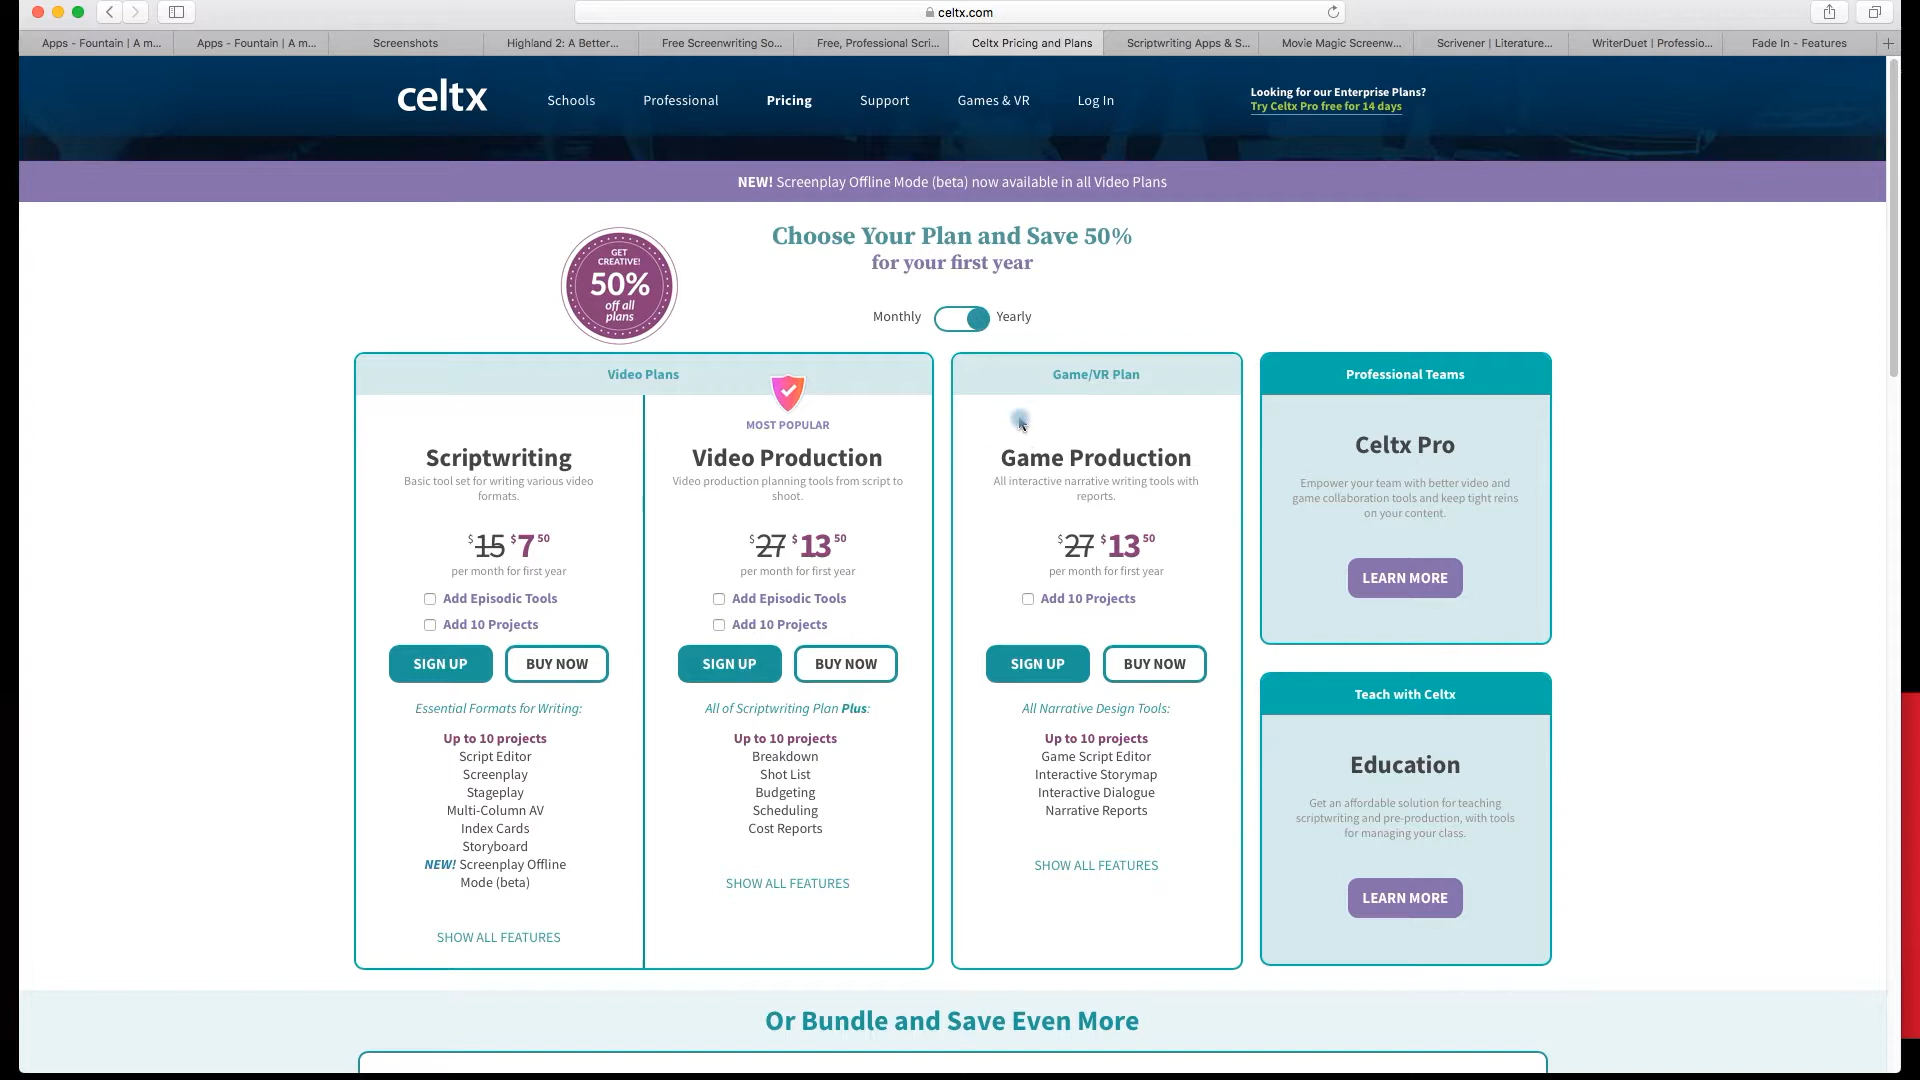 celtx.com
Apps - Fountain | A m...
Apps - Fountain | A m...
Screenshots
Highland 2: A Better...
Free Screenwriting So...
Free, Professional Scri...
Celtx Pricing and Plans
Scriptwriting Apps & S...
Movie Magic Screenw...
Scrivener | Literature...
WriterDuet | Professio...
Fade In - Features
celtx
Schools
Professional
Pricing
Support
Games & VR
Log In
Looking for our Enterprise Plans?
Try Celtx Pro free for 14 days
NEW! Screenplay Offline Mode (beta) now available in all Video Plans
GET
CREATIVE!
50%
off all
plans
Choose Your Plan and Save 50%
for your first year
Monthly
Yearly
Video Plans
Scriptwriting
Basic tool set for writing various video
formats.
$15 $7 50
per month for first year
Add Episodic Tools
Add 10 Projects
SIGN UP
BUY NOW
Essential Formats for Writing:
Up to 10 projects
Script Editor
Screenplay
Stageplay
Multi-Column AV
Index Cards
Storyboard
NEW! Screenplay Offline
Mode (beta)
SHOW ALL FEATURES
MOST POPULAR
Video Production
Video production planning tools from script to
shoot.
$27 $13 50
per month for first year
Add Episodic Tools
Add 10 Projects
SIGN UP
BUY NOW
All of Scriptwriting Plan Plus:
Up to 10 projects
Breakdown
Shot List
Budgeting
Scheduling
Cost Reports
SHOW ALL FEATURES
Game/VR Plan
Game Production
All interactive narrative writing tools with
reports.
$27 $13 50
per month for first year
Add 10 Projects
SIGN UP
BUY NOW
All Narrative Design Tools:
Up to 10 projects
Game Script Editor
Interactive Storymap
Interactive Dialogue
Narrative Reports
SHOW ALL FEATURES
Professional Teams
Celtx Pro
Empower your team with better video and
game collaboration tools and keep tight reins
on your content.
LEARN MORE
Teach with Celtx
Education
Get an affordable solution for teaching
scriptwriting and pre-production, with tools
for managing your class.
LEARN MORE
Or Bundle and Save Even More